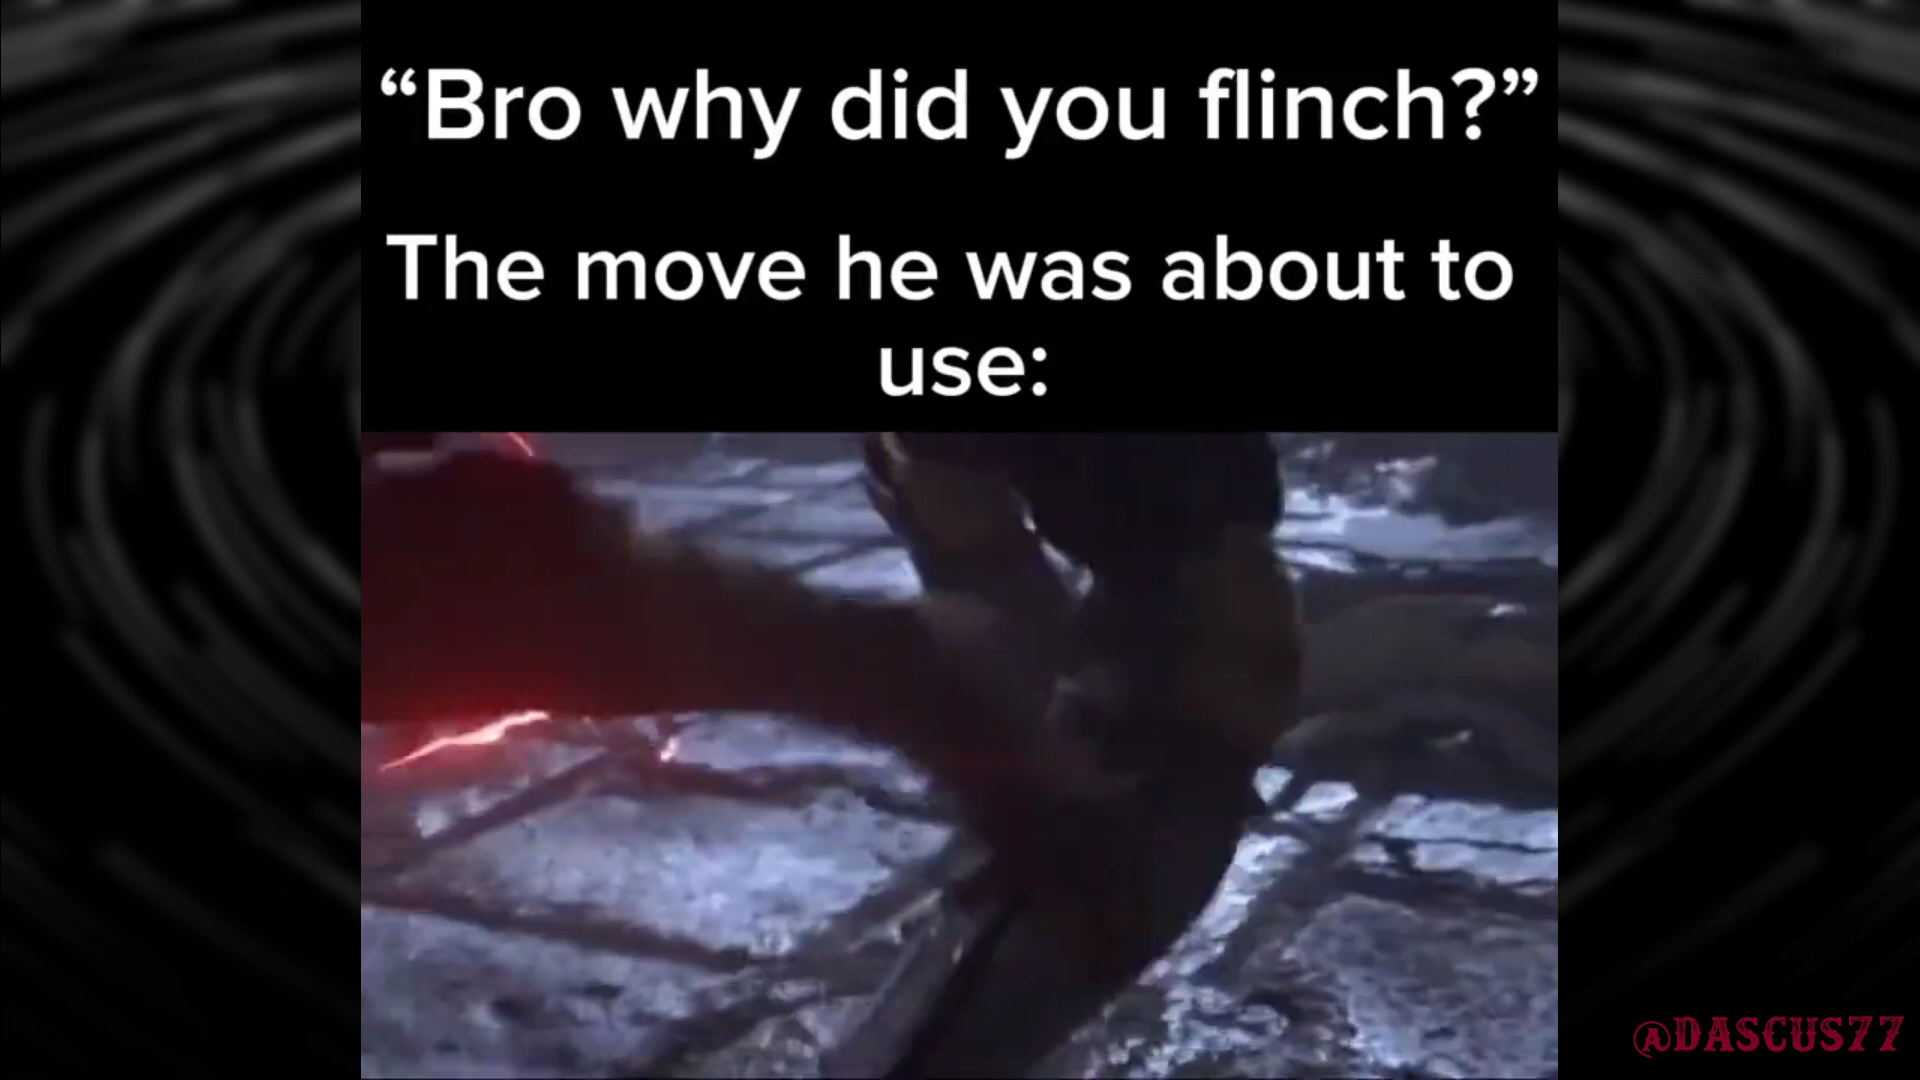 “Bro why did you flinch?”
The move he was about to
use:
@DASCUS77